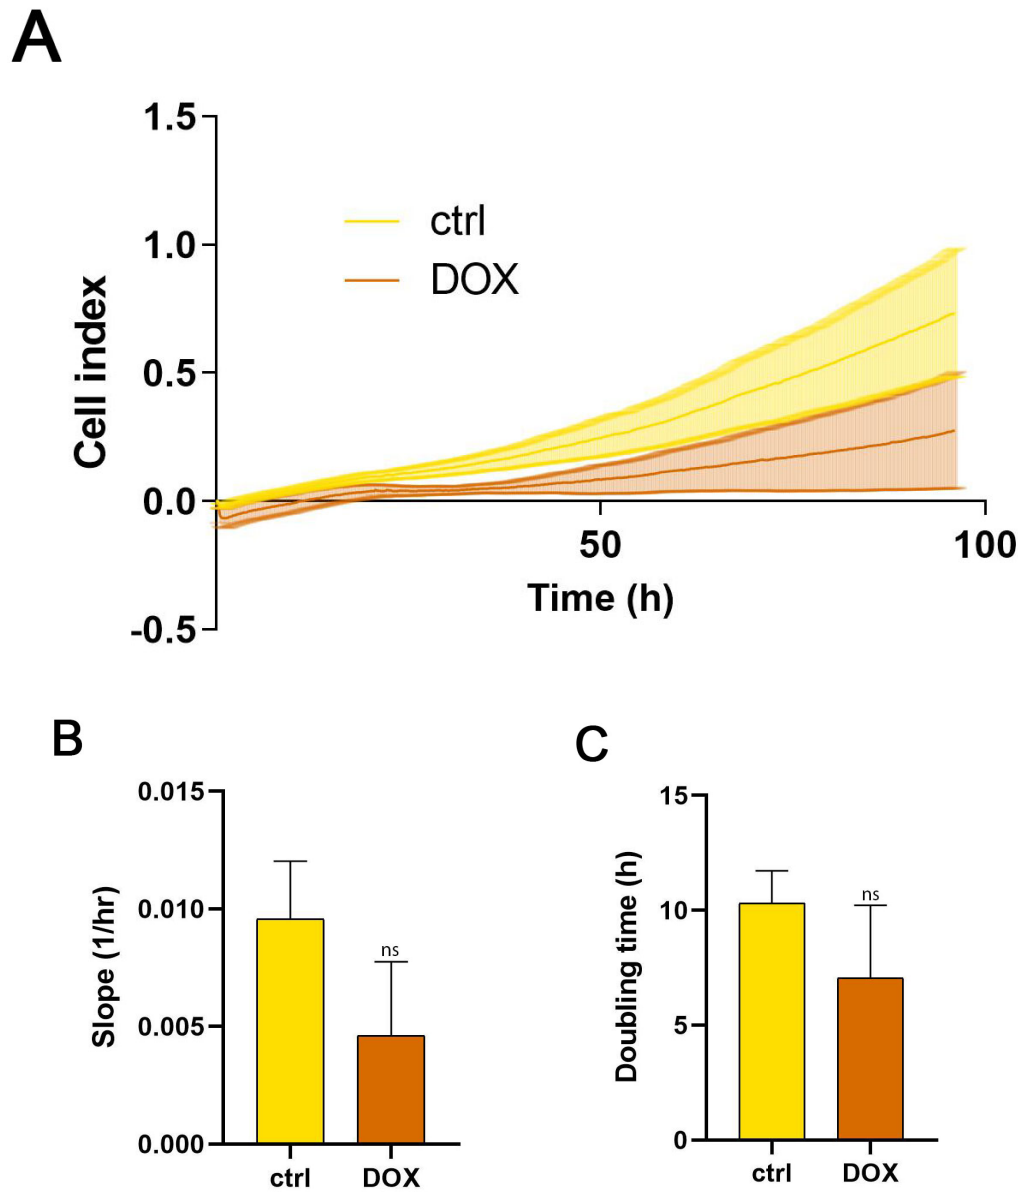 A
1.5
1.0
0.5
0.0
-0.5
Cell index
ctrl
DOX
50
100
Time (h)
B
0.015
0.010
0.005
0.000
Slope (1/hr)
ns
ctrl
DOX
C
15
10
5
0
Doubling time (h)
ns
ctrl
DOX